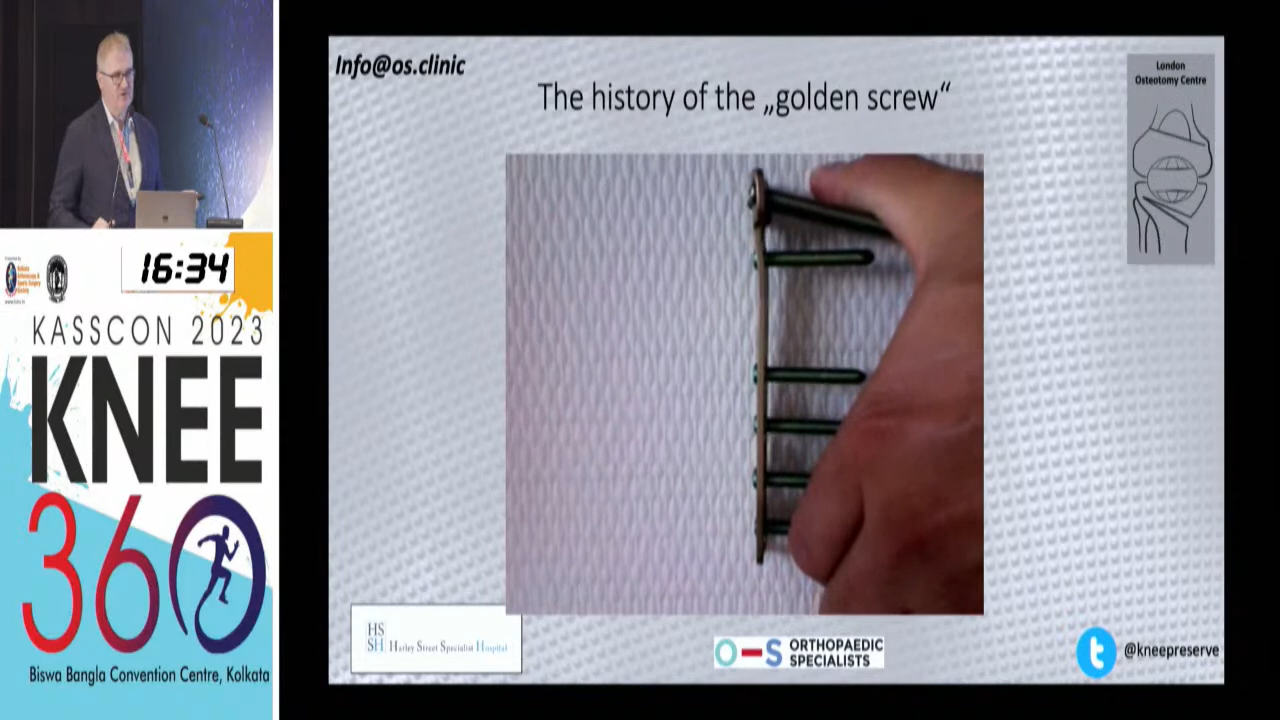 Info@os.clinic
The history of the „golden screw“
London
Osteotomy Centre
16:34
KASSCON 2023
KNEE
360
Biswa Bangla Convention Centre, Kolkata
HS
SH Harley Street Specialist Hospital
O-S ORTHOPAEDIC
SPECIALISTS
@kneepreserve